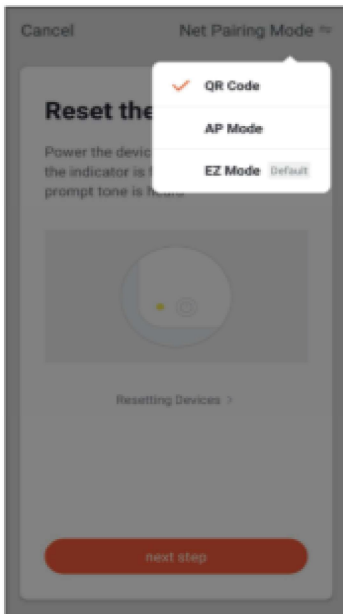 Cancel
Net Pairing Mode
QR Code
AP Mode
EZ Mode Default
Reset the
Power the devic
the indicator is
prompt tone is heard
Resetting Devices >
next step